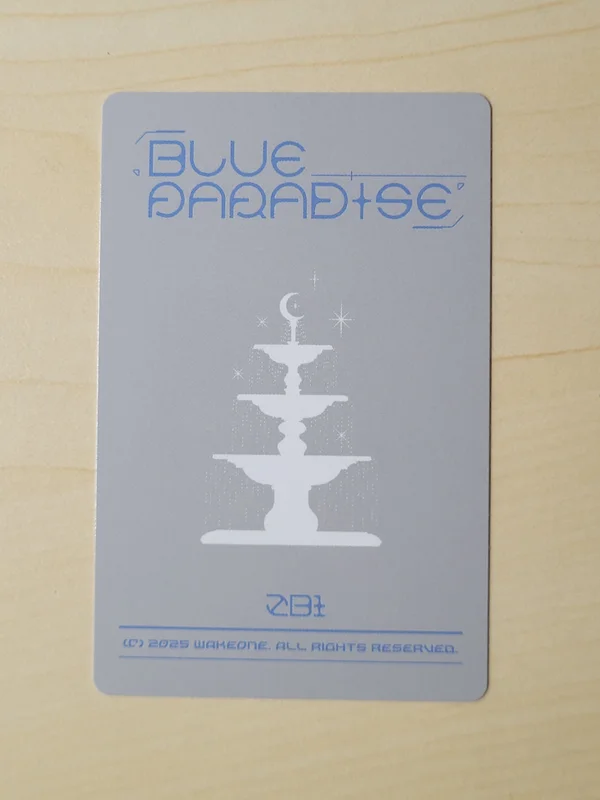 BLUE
PARADISE
ZB1
(C) 2025 WAKEONE. ALL RIGHTS RESERVED.